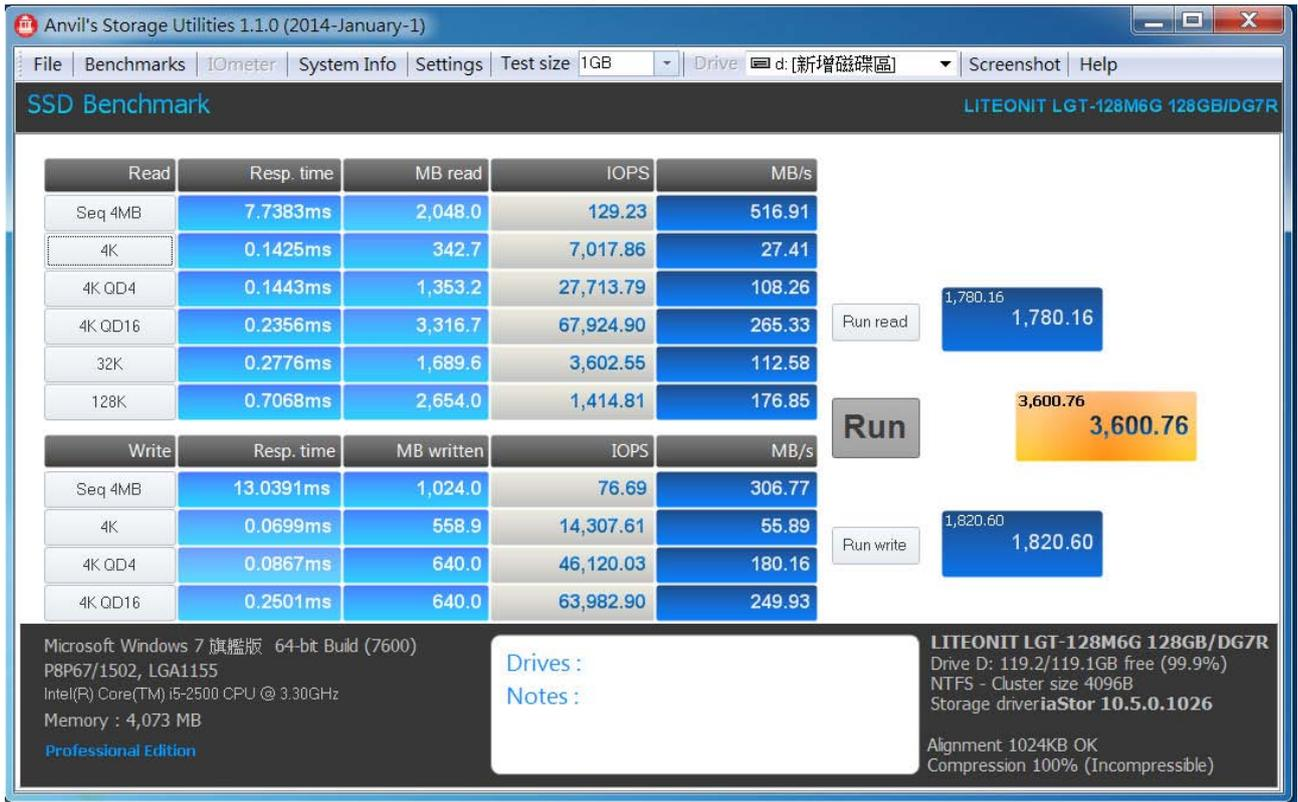 Anvil's Storage Utilities 1.1.0 (2014-January-1)
File Benchmarks IOmeter System Info Settings Test size 1GB Drive d: [新增磁碟區] Screenshot Help
SSD Benchmark LITEONIT LGT-128M6G 128GB/DG7R
Read Resp. time MB read IOPS MB/s
Seq 4MB 7.7383ms 2,048.0 129.23 516.91
4K 0.1425ms 342.7 7,017.86 27.41
4K QD4 0.1443ms 1,353.2 27,713.79 108.26
4K QD16 0.2356ms 3,316.7 67,924.90 265.33
32K 0.2776ms 1,689.6 3,602.55 112.58
128K 0.7068ms 2,654.0 1,414.81 176.85
Run read
1,780.16
1,780.16
Run
3,600.76
3,600.76
Write Resp. time MB written IOPS MB/s
Seq 4MB 13.0391ms 1,024.0 76.69 306.77
4K 0.0699ms 558.9 14,307.61 55.89
4K QD4 0.0867ms 640.0 46,120.03 180.16
4K QD16 0.2501ms 640.0 63,982.90 249.93
Run write
1,820.60
1,820.60
Microsoft Windows 7 旗艦版 64-bit Build (7600)
P8P67/1502, LGA1155
Intel(R) Core(TM) i5-2500 CPU @ 3.30GHz
Memory : 4,073 MB
Professional Edition
Drives :
Notes :
LITEONIT LGT-128M6G 128GB/DG7R
Drive D: 119.2/119.1GB free (99.9%)
NTFS - Cluster size 4096B
Storage driveriaStor 10.5.0.1026
Alignment 1024KB OK
Compression 100% (Incompressible)